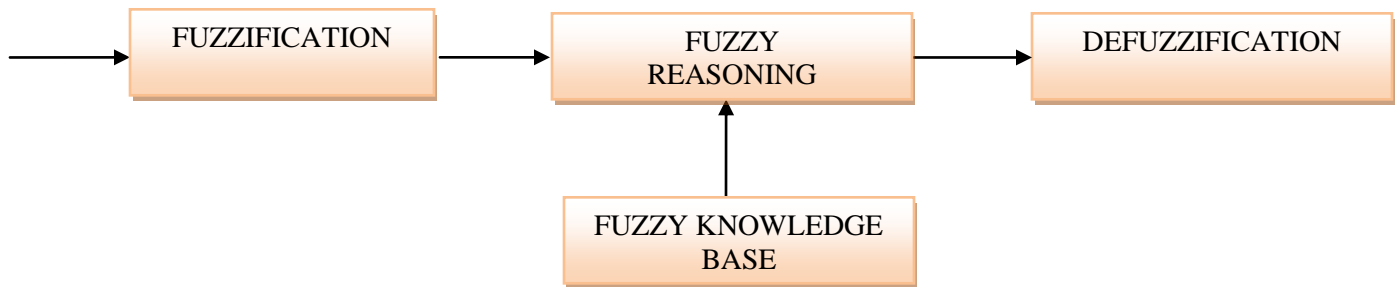 FUZZIFICATION
FUZZY
REASONING
DEFUZZIFICATION
FUZZY KNOWLEDGE
BASE